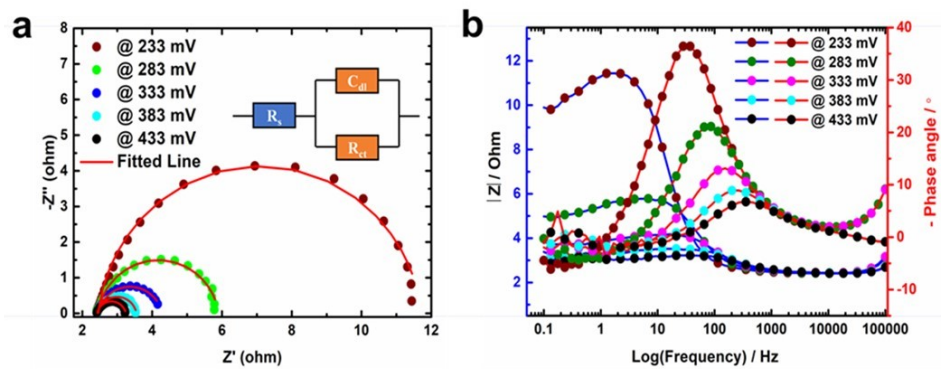 a
8
7
6
5
4
3
2
1
0
-Z" (ohm)
@ 233 mV
@ 283 mV
@ 333 mV
@ 383 mV
@ 433 mV
Fitted Line
Rs
Cdl
Rct
2 4 6 8 10 12
Z' (ohm)
b
12
10
8
6
4
2
|Z| / Ohm
@ 233 mV
@ 283 mV
@ 333 mV
@ 383 mV
@ 433 mV
40
30
20
10
0
-10
- Phase angle / °
0.1 1 10 100 1000 10000 100000
Log(Frequency) / Hz